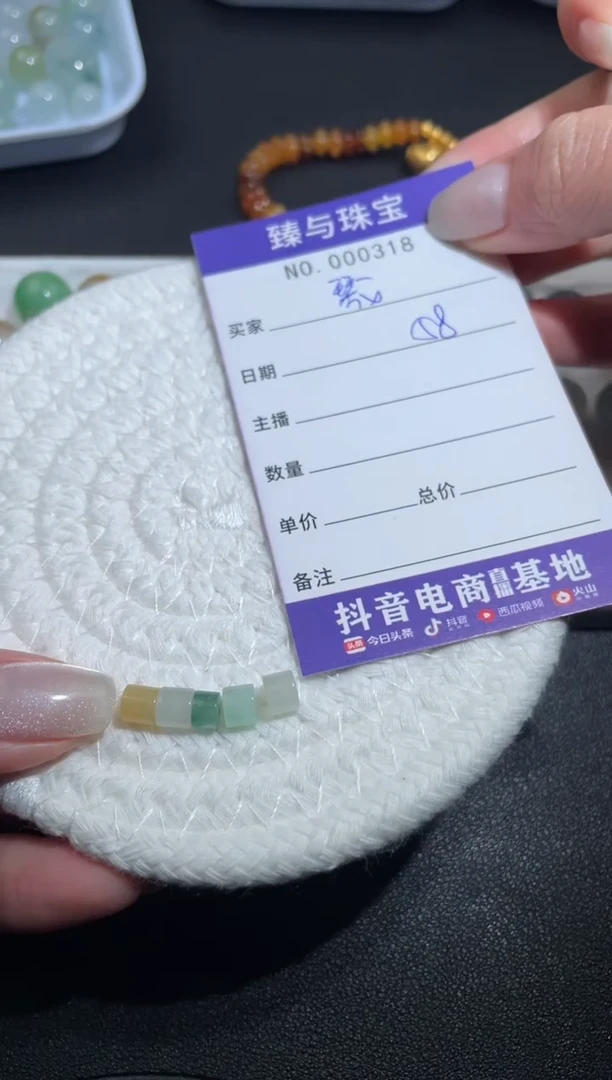 臻与珠宝
NO.000318
买家
日期
主播
数量
单价 总价
备注
抖音电商直播基地
头条 今日头条 抖音 西瓜视频 火山